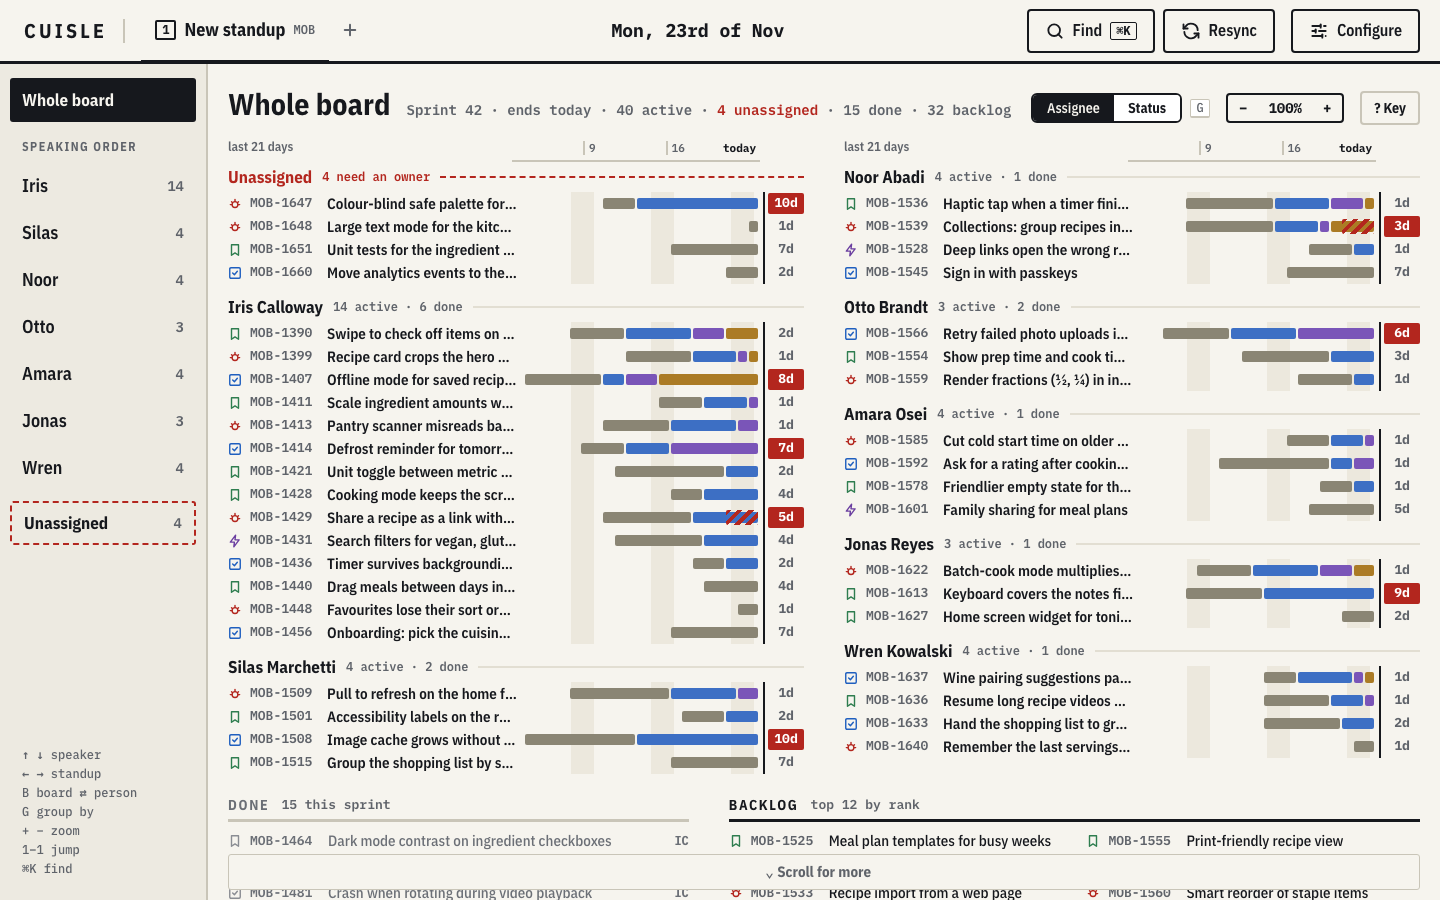 CUISLE
1 New standup MOB
+
Mon, 23rd of Nov
Find ⌘K
Resync
Configure
Whole board
SPEAKING ORDER
Iris 14
Silas 4
Noor 4
Otto 3
Amara 4
Jonas 3
Wren 4
Unassigned 4
↑ ↓ speaker
← → standup
B board ⇄ person
G group by
+ − zoom
1–1 jump
⌘K find
Whole board
Sprint 42 · ends today · 40 active · 4 unassigned · 15 done · 32 backlog
Assignee Status G
− 100% +
? Key
last 21 days 9 16 today
Unassigned 4 need an owner
MOB-1647 Colour-blind safe palette for… 10d
MOB-1648 Large text mode for the kitc… 1d
MOB-1651 Unit tests for the ingredient … 7d
MOB-1660 Move analytics events to the… 2d
Iris Calloway 14 active · 6 done
MOB-1390 Swipe to check off items on … 2d
MOB-1399 Recipe card crops the hero … 1d
MOB-1407 Offline mode for saved recip… 8d
MOB-1411 Scale ingredient amounts w… 1d
MOB-1413 Pantry scanner misreads ba… 1d
MOB-1414 Defrost reminder for tomorr… 7d
MOB-1421 Unit toggle between metric … 2d
MOB-1428 Cooking mode keeps the scr… 4d
MOB-1429 Share a recipe as a link with… 5d
MOB-1431 Search filters for vegan, glut… 4d
MOB-1436 Timer survives backgroundi… 2d
MOB-1440 Drag meals between days in… 4d
MOB-1448 Favourites lose their sort or… 1d
MOB-1456 Onboarding: pick the cuisin… 7d
Silas Marchetti 4 active · 2 done
MOB-1509 Pull to refresh on the home f… 1d
MOB-1501 Accessibility labels on the r… 2d
MOB-1508 Image cache grows without … 10d
MOB-1515 Group the shopping list by s… 7d
last 21 days 9 16 today
Noor Abadi 4 active · 1 done
MOB-1536 Haptic tap when a timer fini… 1d
MOB-1539 Collections: group recipes in… 3d
MOB-1528 Deep links open the wrong r… 1d
MOB-1545 Sign in with passkeys 7d
Otto Brandt 3 active · 2 done
MOB-1566 Retry failed photo uploads i… 6d
MOB-1554 Show prep time and cook ti… 3d
MOB-1559 Render fractions (½, ¼) in in… 1d
Amara Osei 4 active · 1 done
MOB-1585 Cut cold start time on older … 1d
MOB-1592 Ask for a rating after cookin… 1d
MOB-1578 Friendlier empty state for th… 1d
MOB-1601 Family sharing for meal plans 5d
Jonas Reyes 3 active · 1 done
MOB-1622 Batch-cook mode multiplies… 1d
MOB-1613 Keyboard covers the notes fi… 9d
MOB-1627 Home screen widget for toni… 2d
Wren Kowalski 4 active · 1 done
MOB-1637 Wine pairing suggestions pa… 1d
MOB-1636 Resume long recipe videos … 1d
MOB-1633 Hand the shopping list to gr… 2d
MOB-1640 Remember the last servings… 1d
DONE 15 this sprint
MOB-1464 Dark mode contrast on ingredient checkboxes IC
MOB-1481 Crash when rotating during video playback IC
BACKLOG top 12 by rank
MOB-1525 Meal plan templates for busy weeks
MOB-1555 Print-friendly recipe view
MOB-1533 Recipe import from a web page
MOB-1560 Smart reorder of staple items
⌄ Scroll for more